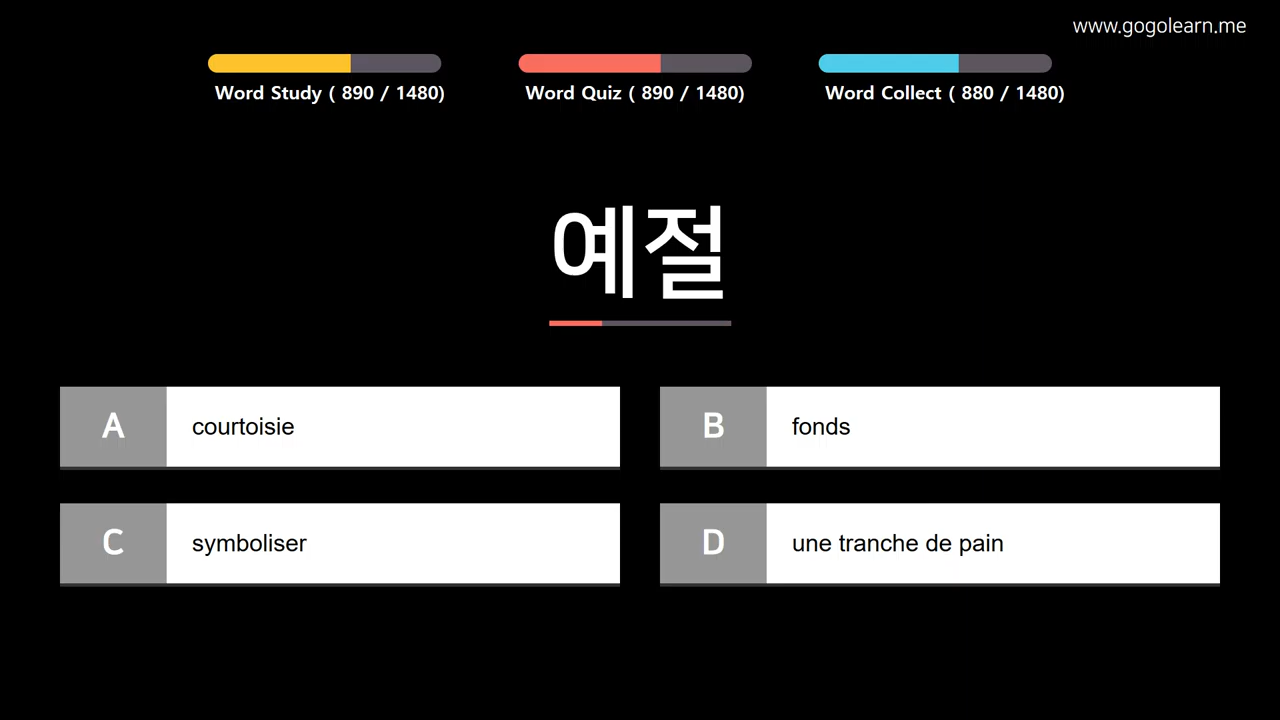 www.gogolearn.me
Word Study ( 890 / 1480)
Word Quiz ( 890 / 1480)
Word Collect ( 880 / 1480)
예절
A courtoisie
B fonds
C symboliser
D une tranche de pain